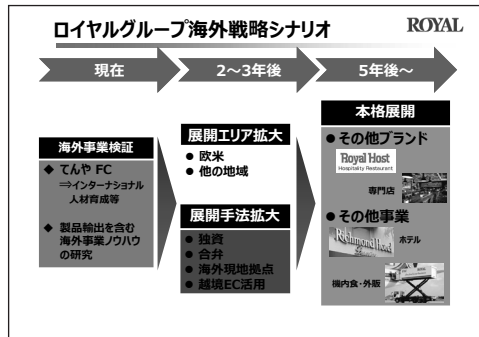 ロイヤルグループ海外戦略シナリオ
ROYAL
現在
2～3年後
5年後～
海外事業検証
◆ てんや FC
⇒インターナショナル
人材育成等
◆ 製品輸出を含む
海外事業ノウハウ
の研究
展開エリア拡大
● 欧米
● 他の地域
展開手法拡大
● 独資
● 合弁
● 海外現地拠点
● 越境EC活用
本格展開
● その他ブランド
Royal Host
Hospitality Restaurant
専門店
● その他事業
Richmond Hotel
ホテル
機内食・外販